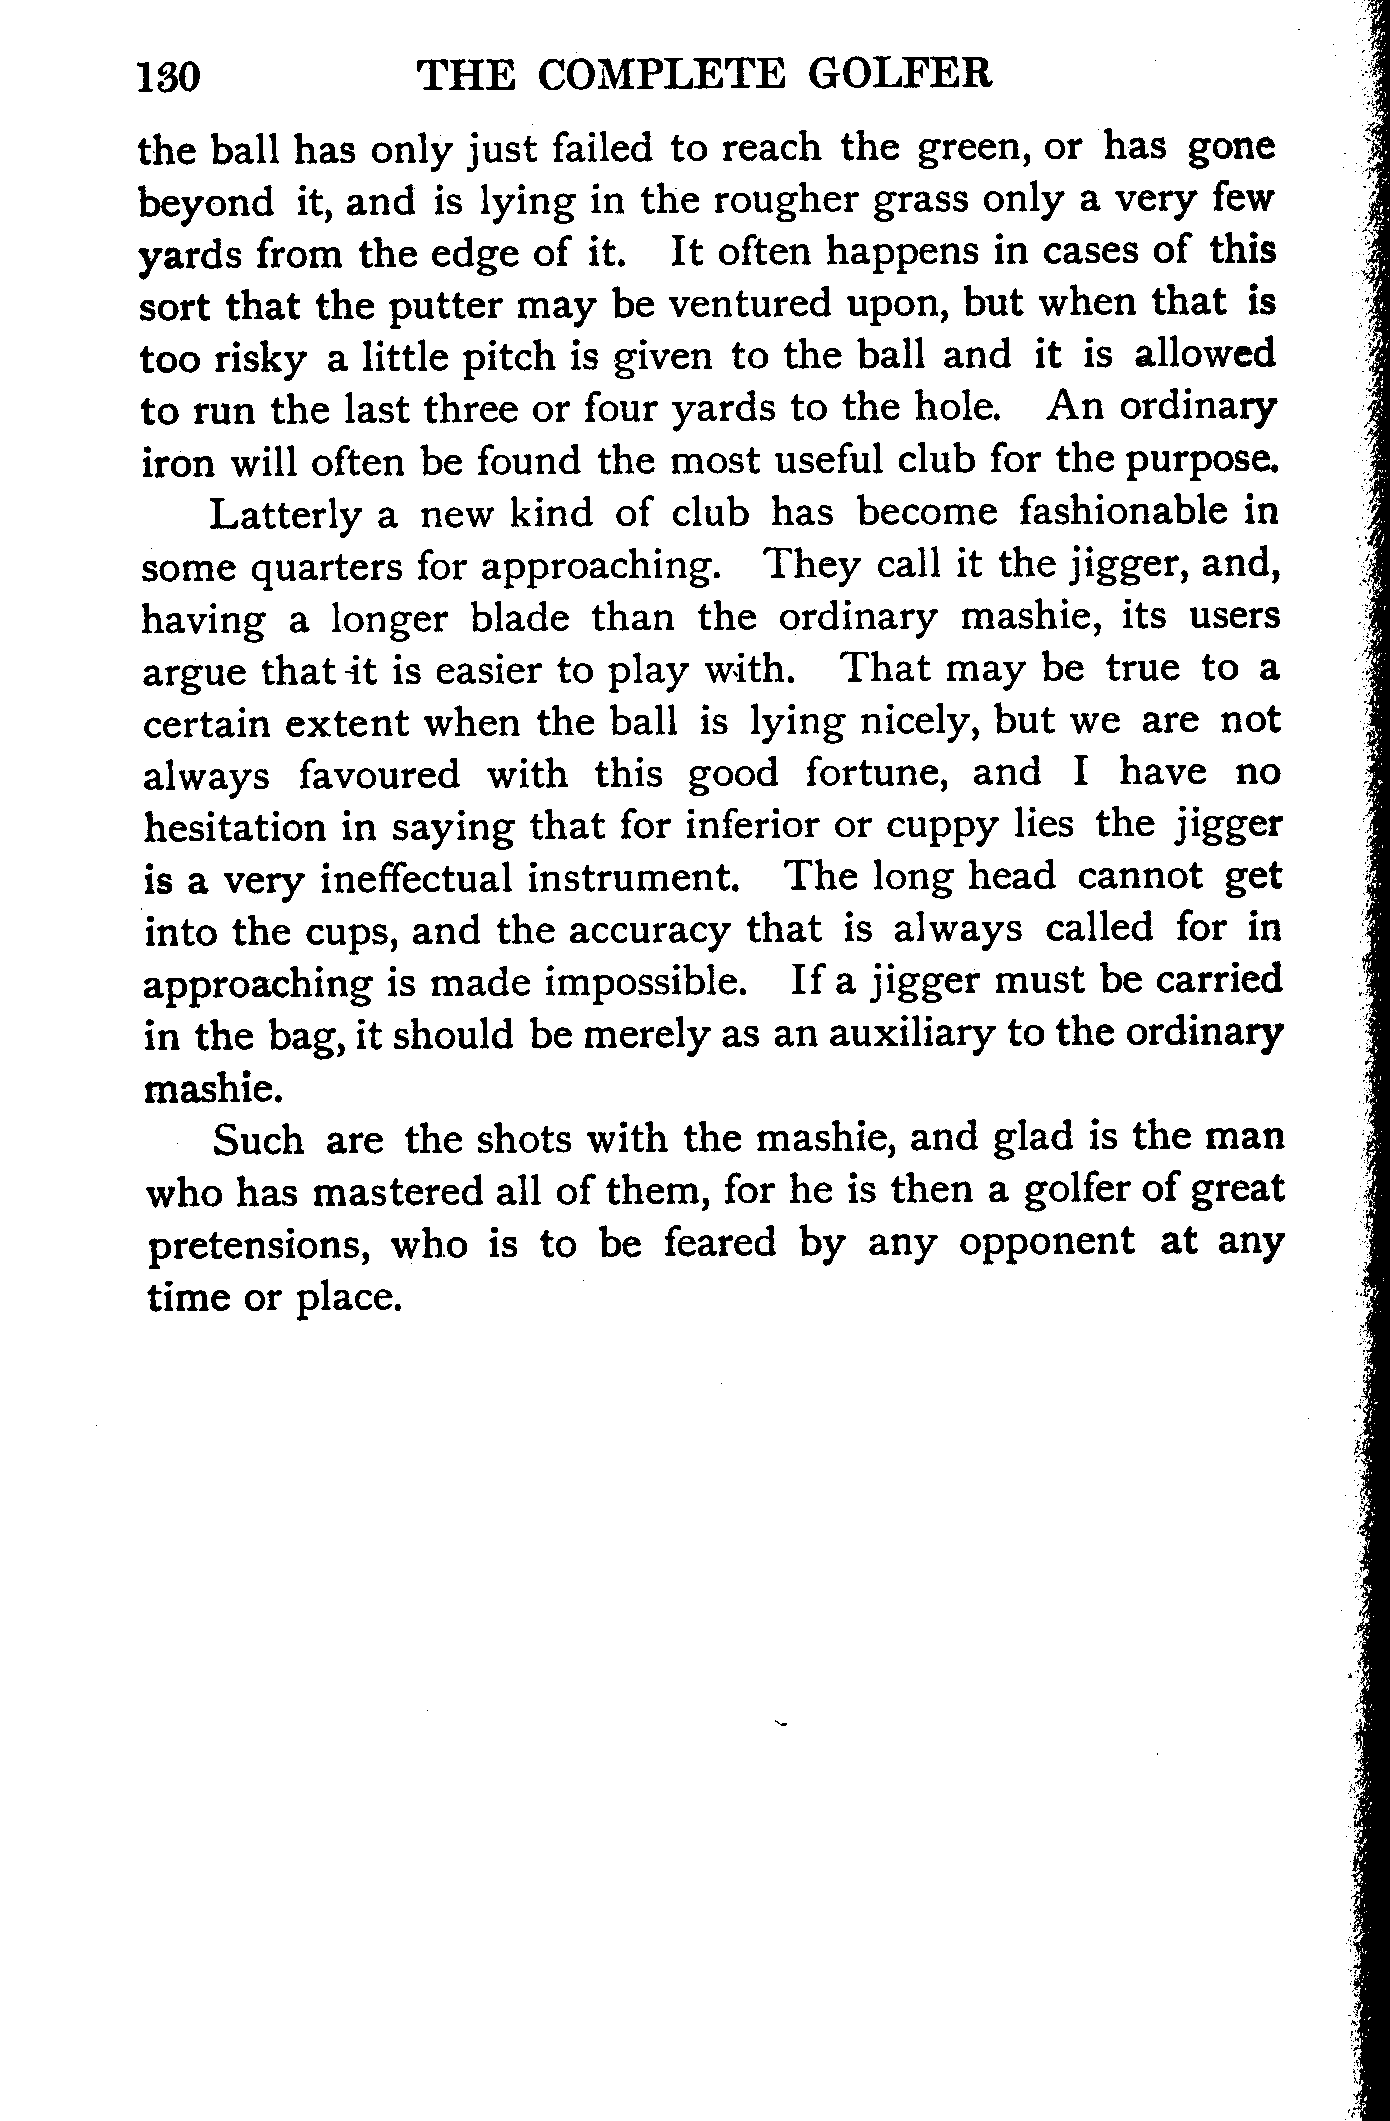 130 THE COMPLETE GOLFER
the ball has only just failed to reach the green, or has gone
beyond it, and is lying in the rougher grass only a very few
yards from the edge of it. It often happens in cases of this
sort that the putter may be ventured upon, but when that is
too risky a little pitch is given to the ball and it is allowed
to run the last three or four yards to the hole. An ordinary
iron will often be found the most useful club for the purpose.
Latterly a new kind of club has become fashionable in
some quarters for approaching. They call it the jigger, and,
having a longer blade than the ordinary mashie, its users
argue that it is easier to play with. That may be true to a
certain extent when the ball is lying nicely, but we are not
always favoured with this good fortune, and I have no
hesitation in saying that for inferior or cuppy lies the jigger
is a very ineffectual instrument. The long head cannot get
into the cups, and the accuracy that is always called for in
approaching is made impossible. If a jigger must be carried
in the bag, it should be merely as an auxiliary to the ordinary
mashie.
Such are the shots with the mashie, and glad is the man
who has mastered all of them, for he is then a golfer of great
pretensions, who is to be feared by any opponent at any
time or place.